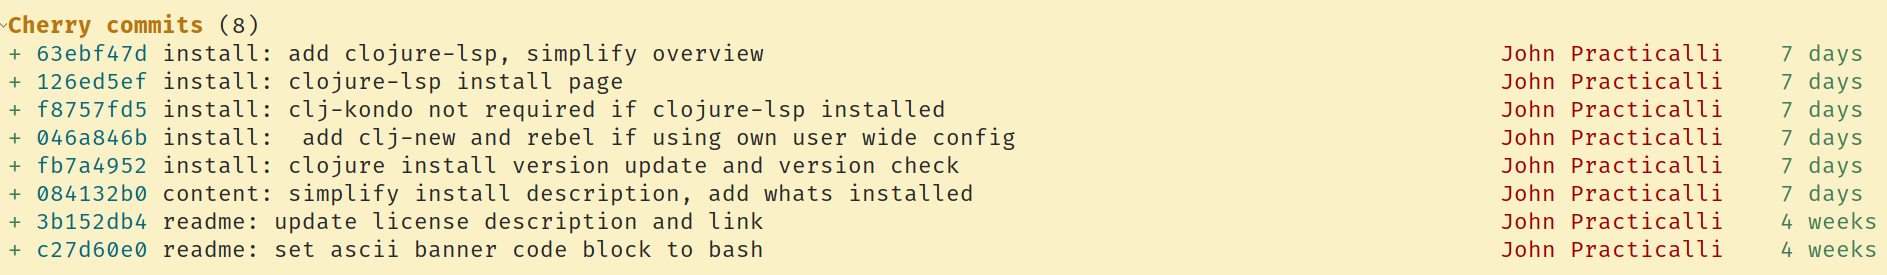 Cherry commits (8)
+ 63ebf47d install: add clojure-lsp, simplify overview John Practicalli 7 days
+ 126ed5ef install: clojure-lsp install page John Practicalli 7 days
+ f8757fd5 install: clj-kondo not required if clojure-lsp installed John Practicalli 7 days
+ 046a846b install:  add clj-new and rebel if using own user wide config John Practicalli 7 days
+ fb7a4952 install: clojure install version update and version check John Practicalli 7 days
+ 084132b0 content: simplify install description, add whats installed John Practicalli 7 days
+ 3b152db4 readme: update license description and link John Practicalli 4 weeks
+ c27d60e0 readme: set ascii banner code block to bash John Practicalli 4 weeks